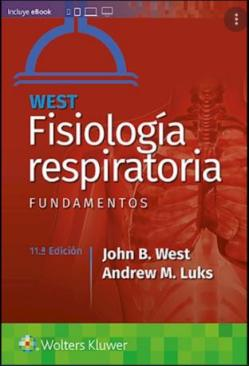 Incluye eBook
WEST
Fisiología
respiratoria
FUNDAMENTOS
11.ª Edición
John B. West
Andrew M. Luks
Wolters Kluwer